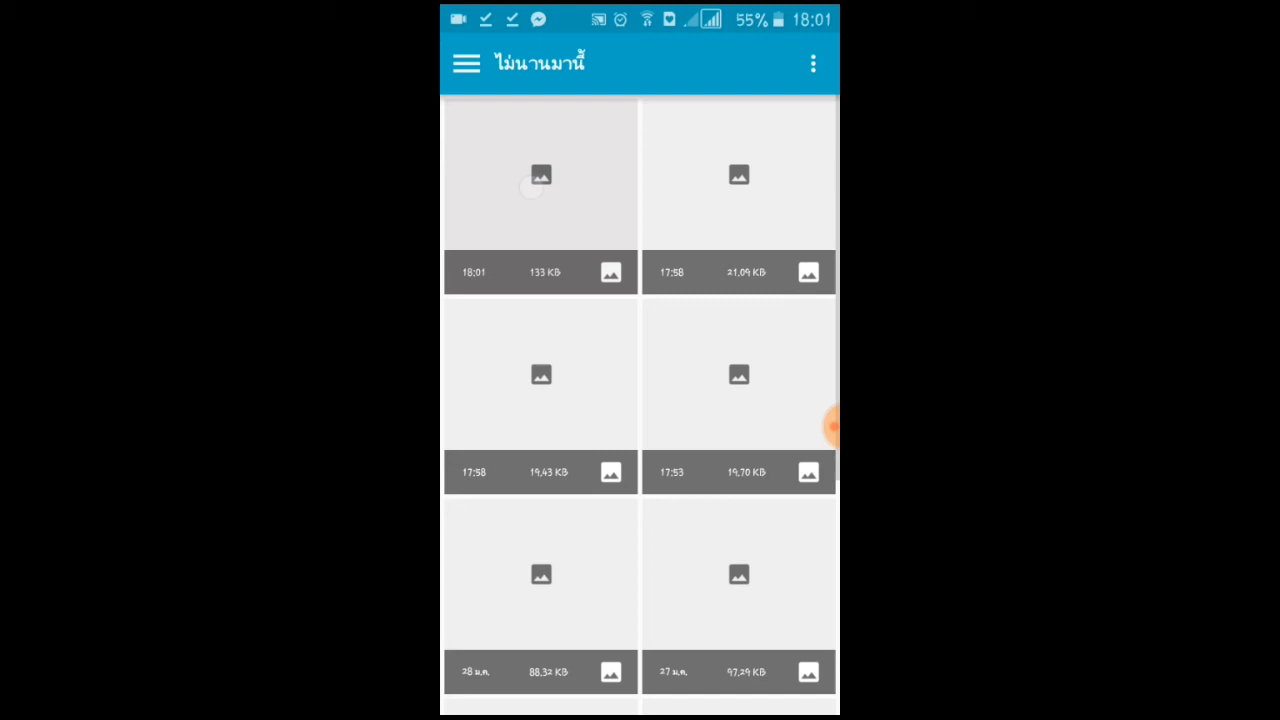 55% 18:01
ไม่นานมานี้
18:01 133 KB
17:58 21.09 KB
17:58 19.43 KB
17:53 19.70 KB
28 ม.ค. 88.32 KB
27 ม.ค. 97.29 KB